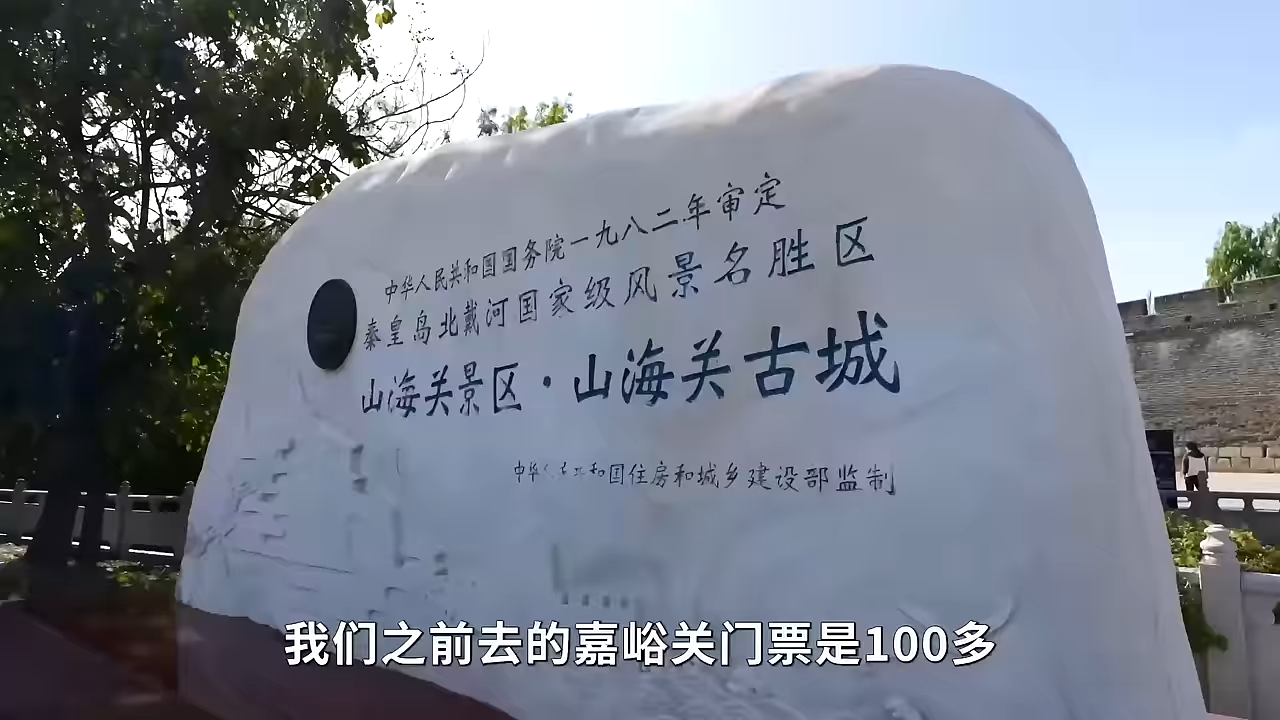 中华人民共和国国务院一九八二年审定
秦皇岛北戴河国家级风景名胜区
山海关景区·山海关古城
中华人民共和国住房和城乡建设部监制
我们之前去的嘉峪关门票是100多